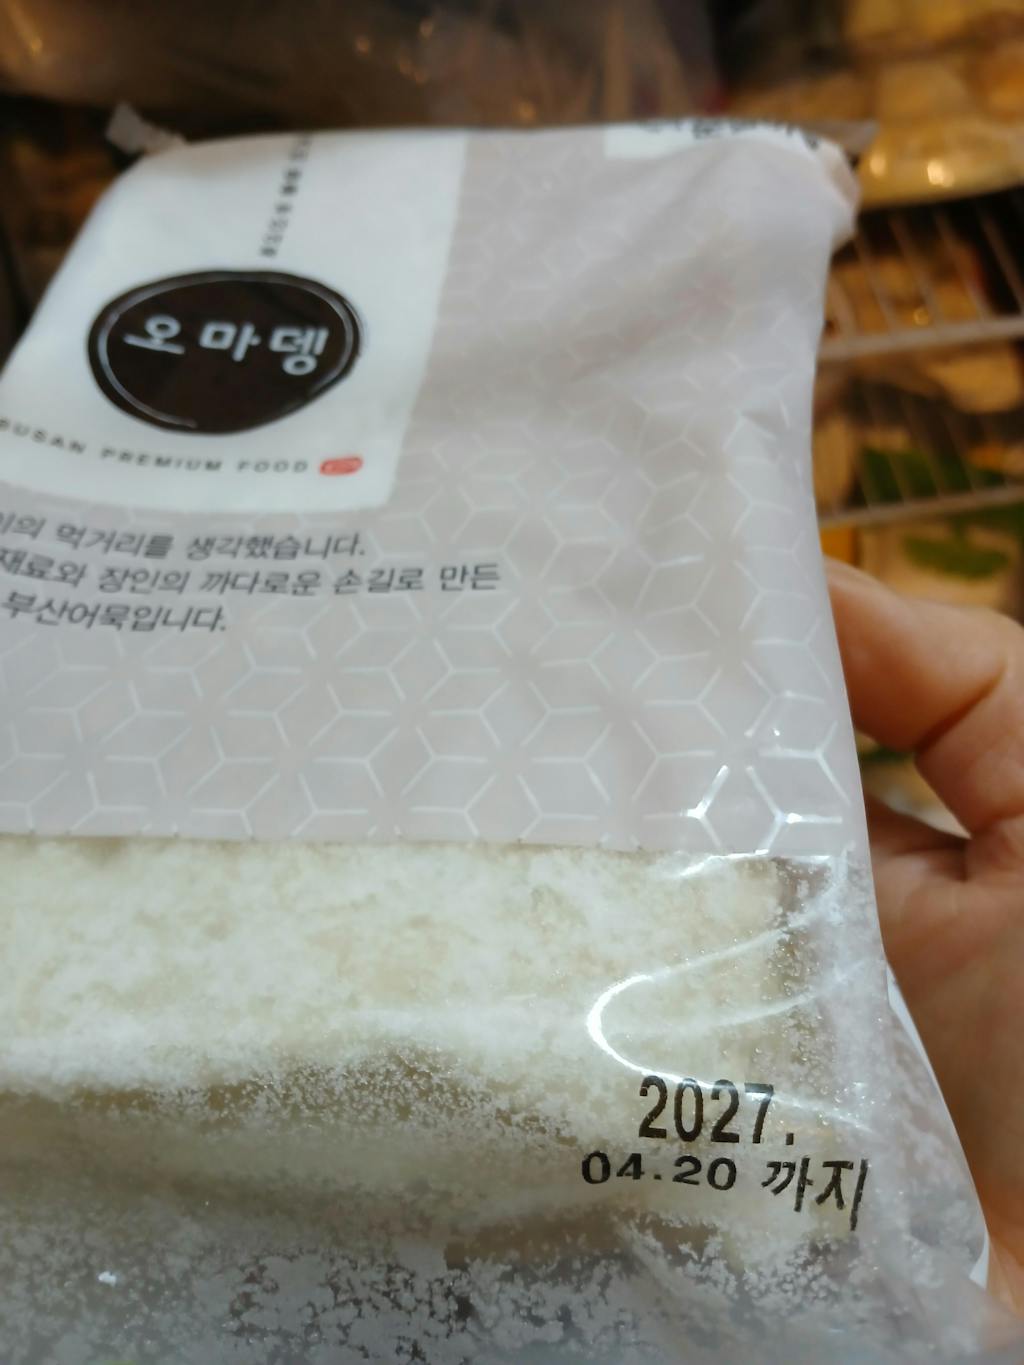 오마뎅
BUSAN PREMIUM FOOD
먹거리를 생각했습니다.
재료와 장인의 까다로운 손길로 만든
부산어묵입니다.
2027.
04.20 까지